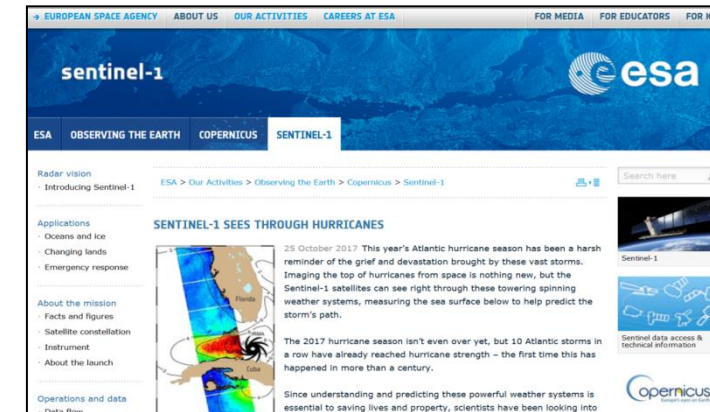 → EUROPEAN SPACE AGENCY ABOUT US OUR ACTIVITIES CAREERS AT ESA FOR MEDIA FOR EDUCATORS FOR
sentinel-1
esa
ESA OBSERVING THE EARTH COPERNICUS SENTINEL-1
Radar vision
· Introducing Sentinel-1
Applications
· Oceans and ice
· Changing lands
· Emergency response
About the mission
· Facts and figures
· Satellite constellation
· Instrument
· About the launch
Operations and data
· Data flow
ESA > Our Activities > Observing the Earth > Copernicus > Sentinel-1
SENTINEL-1 SEES THROUGH HURRICANES
Florida
IRMA
Cuba
25 October 2017 This year's Atlantic hurricane season has been a harsh
reminder of the grief and devastation brought by these vast storms.
Imaging the top of hurricanes from space is nothing new, but the
Sentinel-1 satellites can see right through these towering spinning
weather systems, measuring the sea surface below to help predict the
storm's path.
The 2017 hurricane season isn't even over yet, but 10 Atlantic storms in
a row have already reached hurricane strength – the first time this has
happened in more than a century.
Since understanding and predicting these powerful weather systems is
essential to saving lives and property, scientists have been looking into
Search here
Sentinel-1
Sentinel data access &
technical information
opernicus
Europe's eyes on Earth